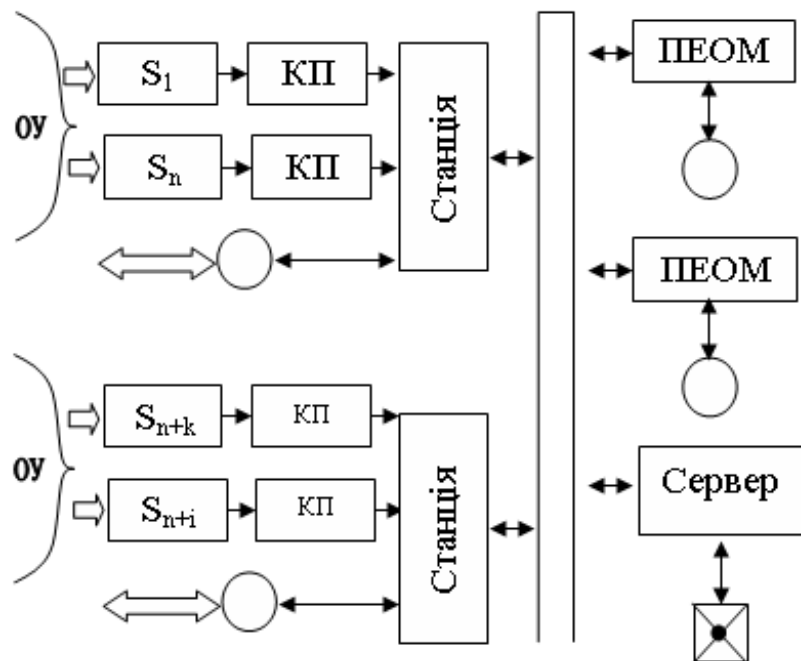 ОУ
S1
КП
Sn
КП
Станція
ПЕОМ
ПЕОМ
ОУ
Sn+k
КП
Sn+i
КП
Станція
Сервер